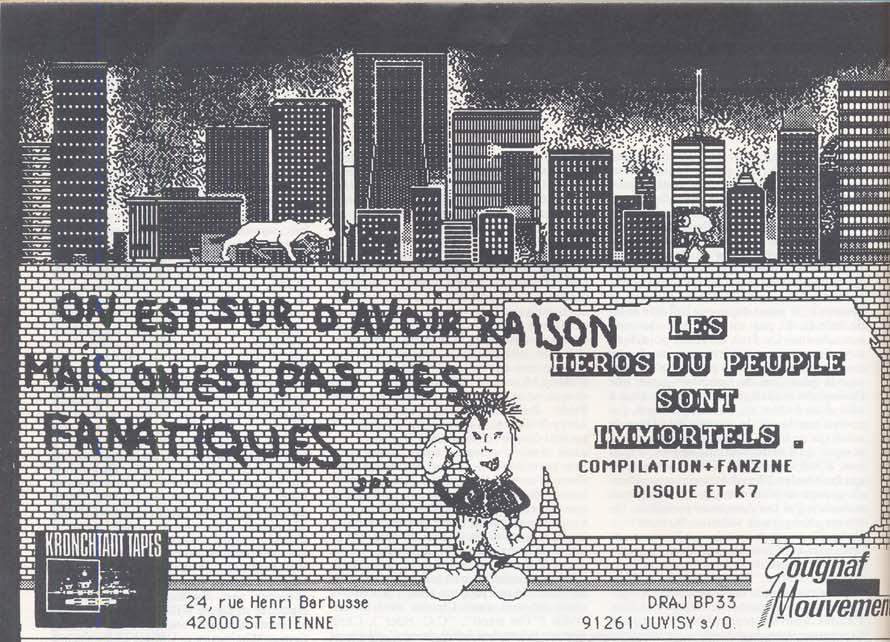 ON EST SUR D'AVOIR RAISON
MAIS ON EST PAS DES
FANATIQUES
spi
LES
HEROS DU PEUPLE
SONT
IMMORTELS.
COMPILATION+FANZINE
DISQUE ET K7
KRONCHTADT TAPES
24, rue Henri Barbusse
42000 ST ETIENNE
DRAJ BP33
91261 JUVISY s/ O.
Gougnaf
Mouvemen